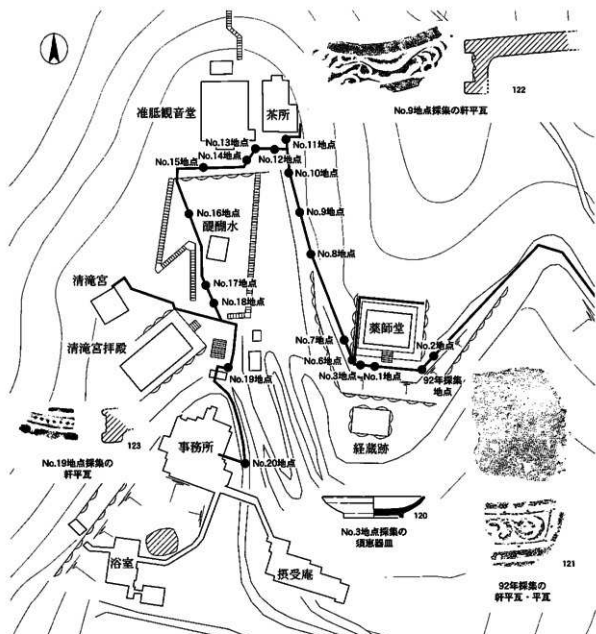 122
No.9地点採集の軒平瓦
准胝観音堂
茶所
No.13地点
No.11地点
No.14地点
No.12地点
No.15地点
No.10地点
No.16地点
No.9地点
醍醐水
No.8地点
清滝宮
No.17地点
No.18地点
薬師堂
清滝宮拝殿
No.7地点
No.2地点
No.6地点
No.3地点
No.1地点
92年採集
地点
No.19地点
経蔵跡
123
No.19地点採集の
軒平瓦
事務所
No.20地点
120
No.3地点採集の
須恵器皿
121
92年採集の
軒平瓦・平瓦
浴室
摂受庵